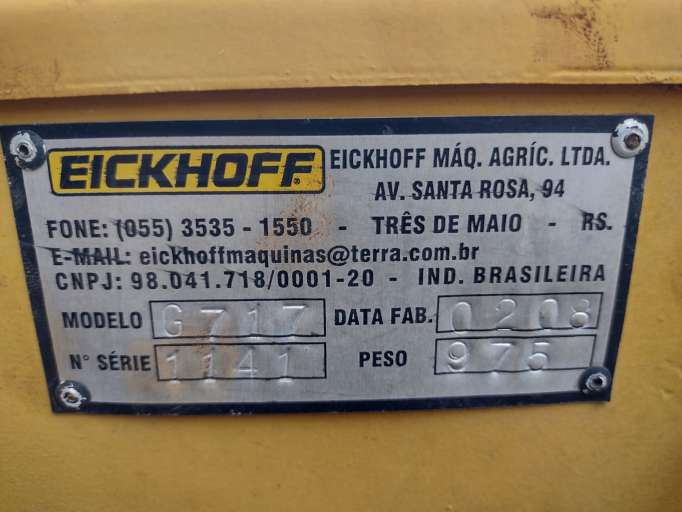 EICKHOFF
EICKHOFF MÁQ. AGRÍC. LTDA.
AV. SANTA ROSA, 94
FONE: (055) 3535 - 1550 - TRÊS DE MAIO - RS.
E-MAIL: eickhoffmaquinas@terra.com.br
CNPJ: 98.041.718/0001-20 - IND. BRASILEIRA
MODELO G717 DATA FAB. 0208
N° SÉRIE 1141 PESO 975